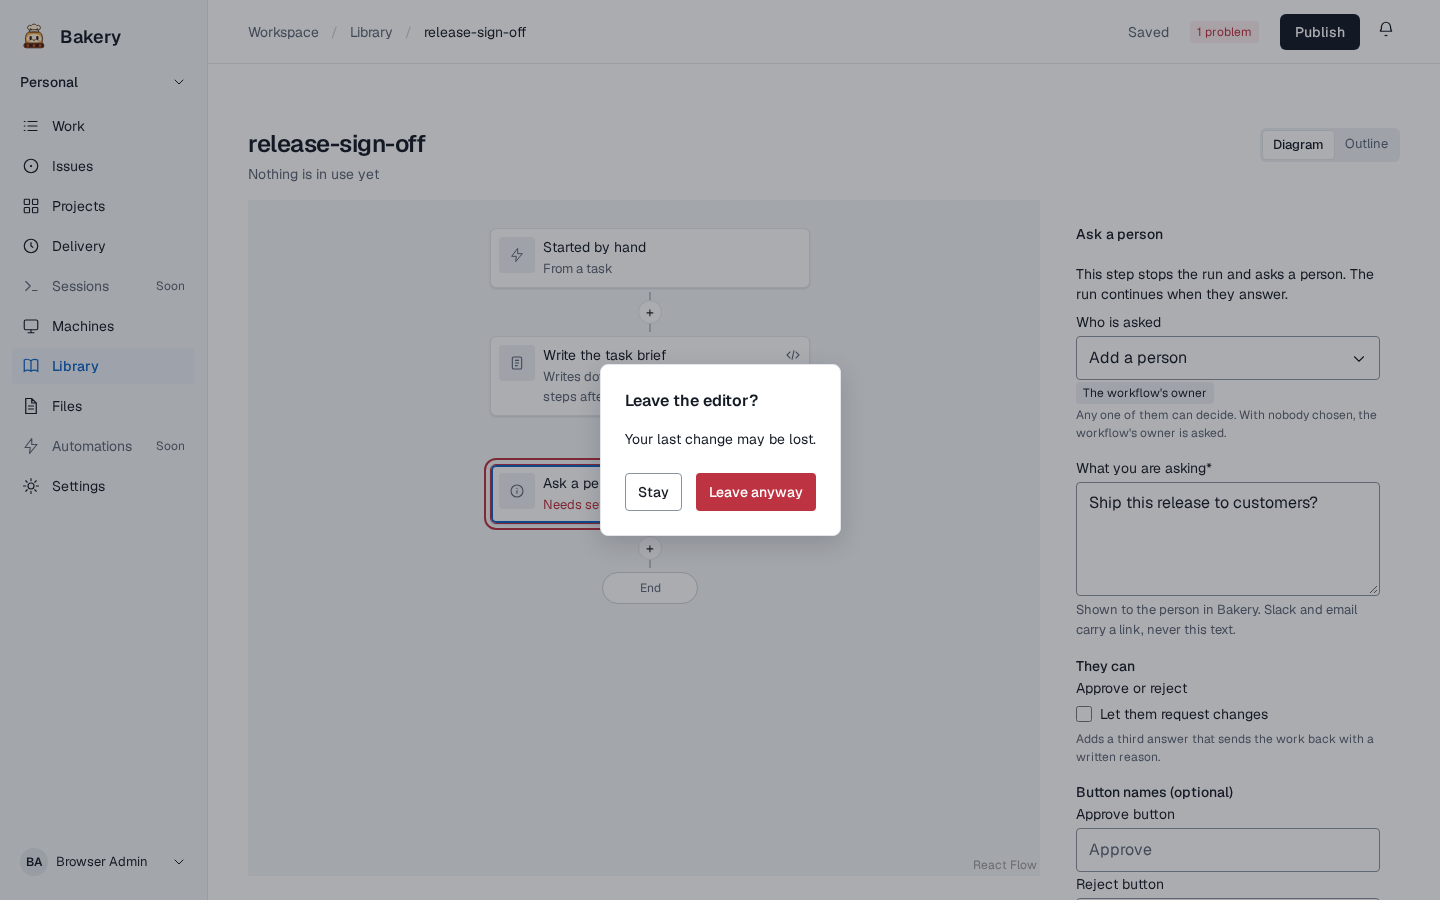 Bakery
Workspace / Library / release-sign-off
Saved
1 problem
Publish
Personal
Work
Issues
Projects
Delivery
Sessions Soon
Machines
Library
Files
Automations Soon
Settings
BA Browser Admin
release-sign-off
Nothing is in use yet
Diagram Outline
Started by hand
From a task
+
Write the task brief
Writes
steps
Ask a
Needs
+
End
React Flow
Leave the editor?
Your last change may be lost.
Stay Leave anyway
Ask a person
This step stops the run and asks a person. The
run continues when they answer.
Who is asked
Add a person
The workflow's owner
Any one of them can decide. With nobody chosen, the
workflow's owner is asked.
What you are asking*
Ship this release to customers?
Shown to the person in Bakery. Slack and email
carry a link, never this text.
They can
Approve or reject
Let them request changes
Adds a third answer that sends the work back with a
written reason.
Button names (optional)
Approve button
Approve
Reject button